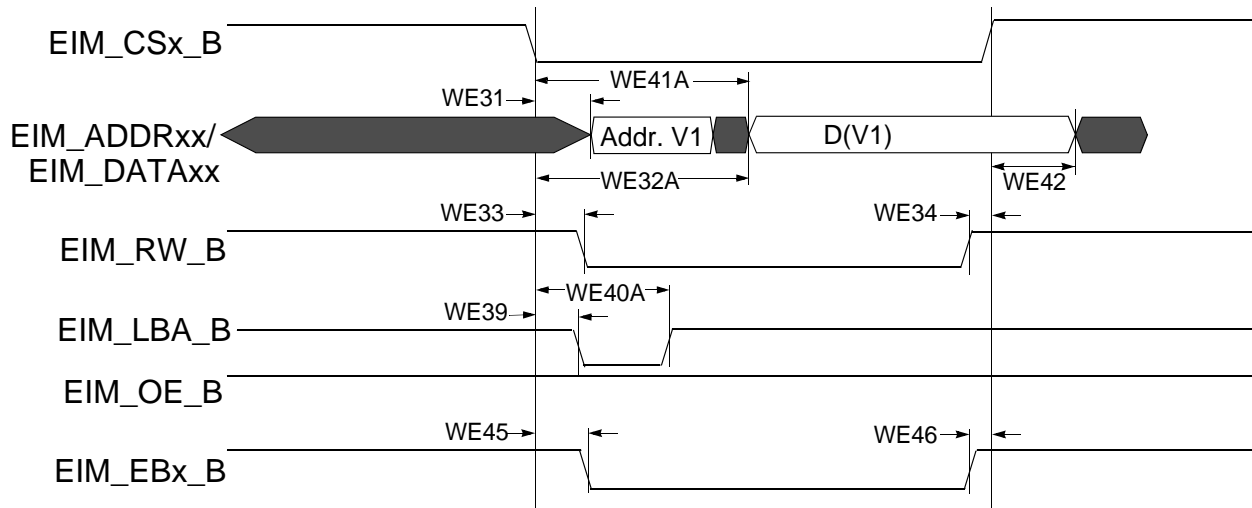 EIM_CSx_B
WE41A
WE31
EIM_ADDRxx/
EIM_DATAxx
Addr. V1
D(V1)
WE32A
WE42
WE33
WE34
EIM_RW_B
WE40A
WE39
EIM_LBA_B
EIM_OE_B
WE45
WE46
EIM_EBx_B